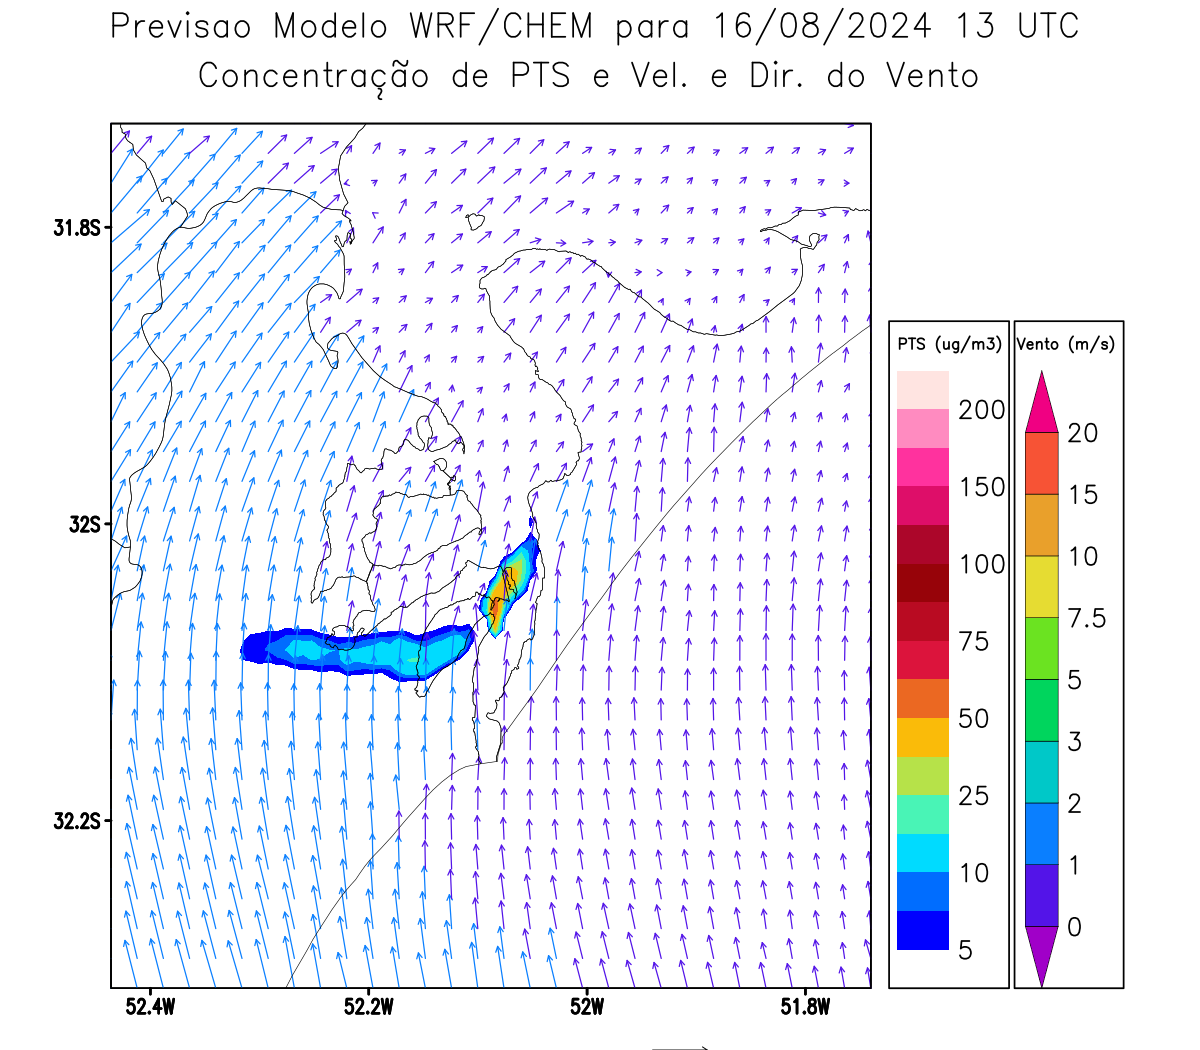 Previsao Modelo WRF/CHEM para 16/08/2024 13 UTC
Concentração de PTS e Vel. e Dir. do Vento
31.8S
32S
32.2S
52.4W 52.2W 52W 51.8W
PTS (ug/m3)
200
150
100
75
50
25
10
5
Vento (m/s)
20
15
10
7.5
5
3
2
1
0